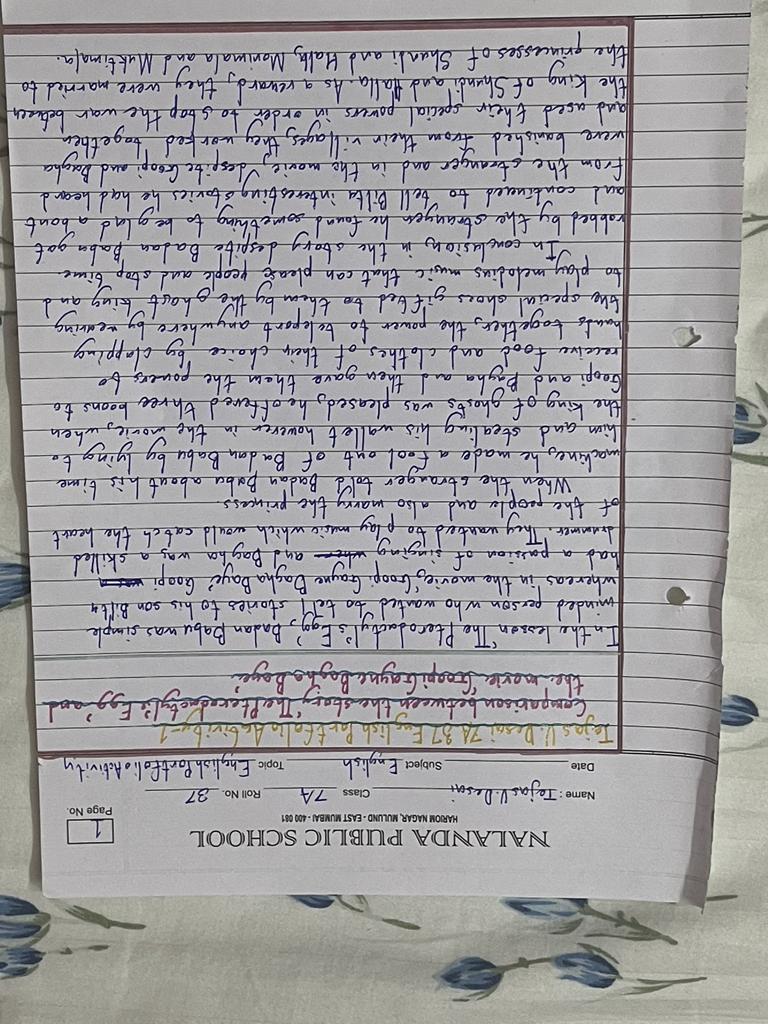 NALANDA PUBLIC SCHOOL
HARIOM NAGAR, MULUND - EAST MUMBAI - 400 081
1
Page No.
Name: Tejas V. Desai Class 7A Roll No. 37
Date Subject English Topic English Portfolio Activity
Tejas V. Desai 7A 37 English Portfolio Activity-1
Comparison between the story 'The Pterodactyl's Egg' and
the movie 'Goopi Gayne Bagha Baye'
In the lesson 'The Pterodactyl's Egg', Badan Babu was simple
minded person who wanted to tell stories to his son Biltu
whereas in the movie, 'Goopi Gayne Bagha Baye' Goopi
had a passion of singing and Bagha was a skilled
drummer. They wanted to play music which would catch the heart
of the people and also marry the princess.
When the stranger told Badan Babu about his time
machine, he made a fool out of Badan Babu by lying to
him and stealing his wallet however in the movie, when
the king of ghosts was pleased, he offered three boons to
Goopi and Bagha and then gave them the powers to
receive food and clothes of their choice by clapping
hands together, the power to teleport anywhere by wearing
the special shoes gifted to them by the ghost king and
to play melodius music that can please people and stop time.
In conclusion, in the story despite Badan Babu got
robbed by the stranger he found something to be glad about
and continued to tell Biltu interesting stories he had heard
from the stranger and in the movie, despite Goopi and Bagha
were banished from their villages, they worked together
and used their special powers in order to stop the war between
the king of Shundi and Halla. As a reward, they were married to
the princesses of Shundi and Halla, Monimala and Muktimala.